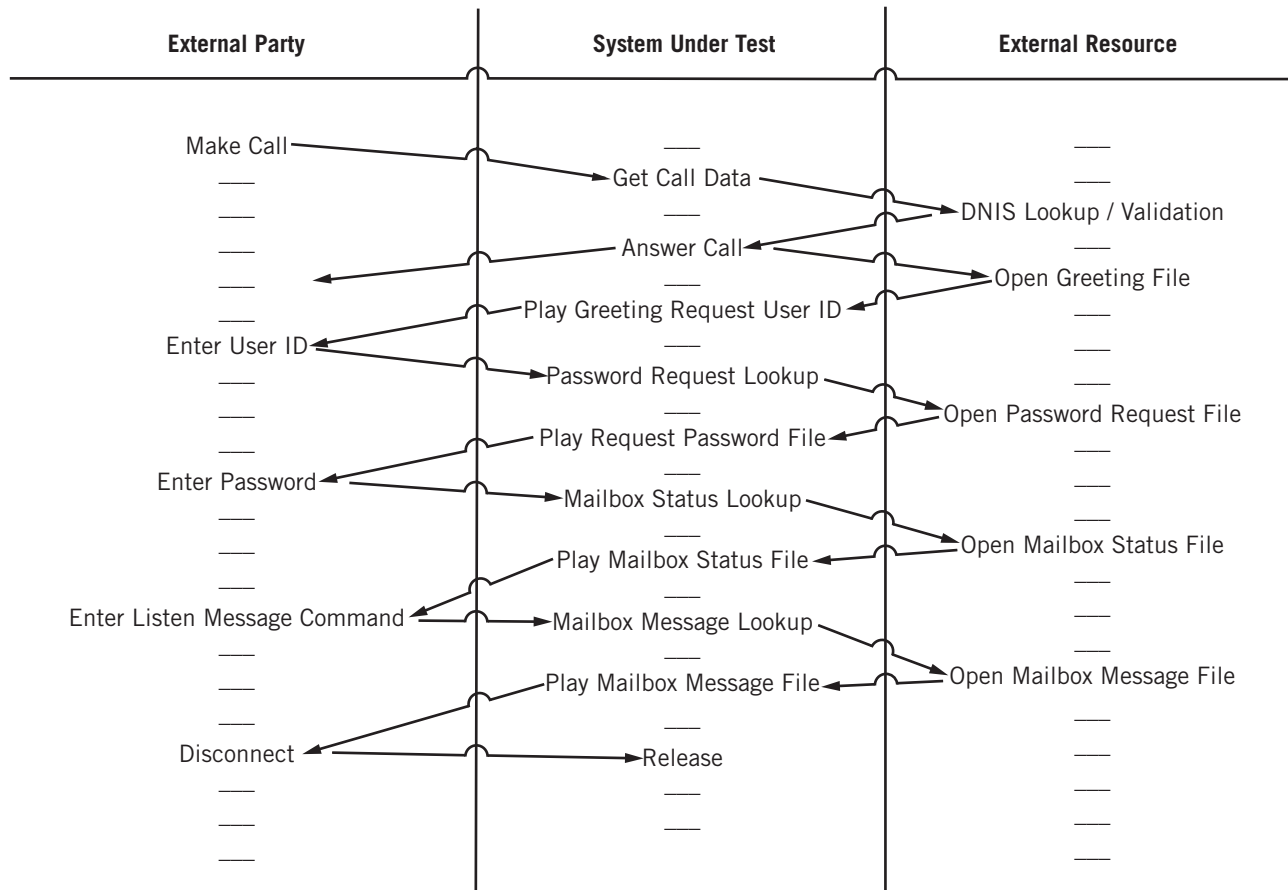 External Party System Under Test External Resource
Make Call
Get Call Data
DNIS Lookup / Validation
Answer Call
Open Greeting File
Play Greeting Request User ID
Enter User ID
Password Request Lookup
Open Password Request File
Play Request Password File
Enter Password
Mailbox Status Lookup
Open Mailbox Status File
Play Mailbox Status File
Enter Listen Message Command
Mailbox Message Lookup
Open Mailbox Message File
Play Mailbox Message File
Disconnect
Release